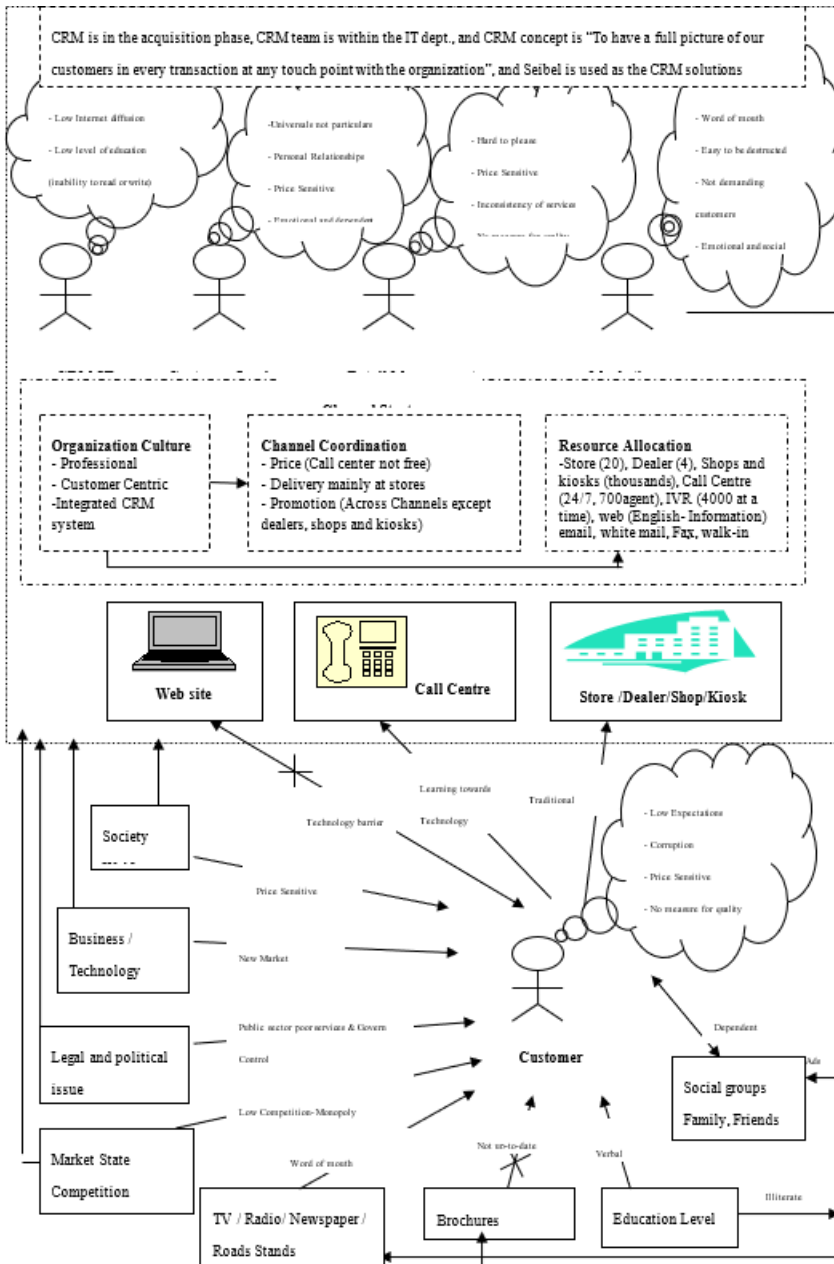 CRM is in the acquisition phase, CRM team is within the IT dept., and CRM concept is “To have a full picture of our
customers in every transaction at any touch point with the organization”, and Seibel is used as the CRM solutions
- Low Internet diffusion
- Low level of education
(inability to read or write)
-Universals not particulars
- Personal Relationships
- Price Sensitive
- Emotional and dependent
- Hard to please
- Price Sensitive
- Inconsistency of services
- No measure for quality
- Word of mouth
- Easy to be destructed
- Not demanding
customers
- Emotional and social
Organization Culture
- Professional
- Customer Centric
-Integrated CRM
system
Channel Coordination
- Price (Call center not free)
- Delivery mainly at stores
- Promotion (Across Channels except
dealers, shops and kiosks)
Resource Allocation
-Store (20), Dealer (4), Shops and
kiosks (thousands), Call Centre
(24/7, 700agent), IVR (4000 at a
time), web (English- Information)
email, white mail, Fax, walk-in
Web site
Call Centre
Store /Dealer/Shop/Kiosk
Learning towards
Technology
Traditional
Technology barrier
- Low Expectations
- Corruption
- Price Sensitive
- No measure for quality
Society
Price Sensitive
Business /
Technology
New Market
Legal and political
issue
Public sector poor services & Govern
Control
Customer
Dependent
Ads
Social groups
Family, Friends
Market State
Competition
Low Competition-Monopoly
Word of mouth
Not up-to-date
Verbal
TV / Radio/ Newspaper /
Roads Stands
Brochures
Education Level
Illiterate